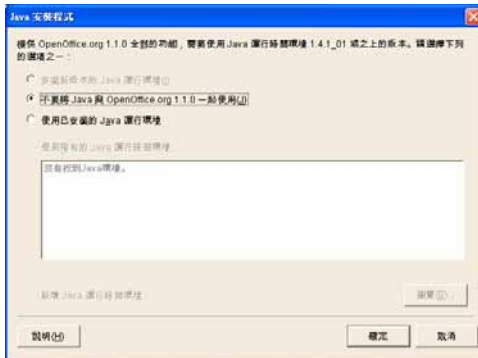 Java 安裝程式
確保 OpenOffice.org 1.1.0 全部的功能，需要使用 Java 運行時間環境 1.4.1_01 或之上的版本。請選擇下列
的選項之一：
安裝新版本的 Java 運行環境(I)
不要將 Java 與 OpenOffice.org 1.1.0 一起使用(J)
使用已安裝的 Java 運行環境
使用現有的 Java 運行時間環境
沒有找到Java環境。
新增 Java 運行時間環境：
瀏覽
說明(H)
確定
取消